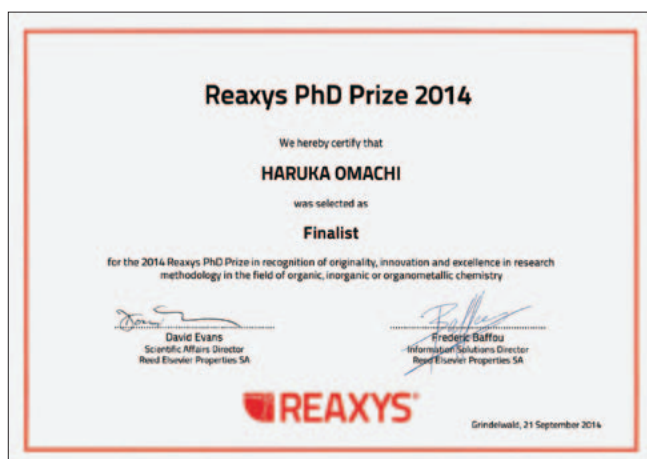 Reaxys PhD Prize 2014
We hereby certify that
HARUKA OMACHI
was selected as
Finalist
for the 2014 Reaxys PhD Prize in recognition of originality, innovation and excellence in research
methodology in the field of organic, inorganic or organometallic chemistry
David Evans
Scientific Affairs Director
Reed Elsevier Properties SA
Frederic Baffou
Information Solutions Director
Reed Elsevier Properties SA
REAXYS®
Grindelwald, 21 September 2014